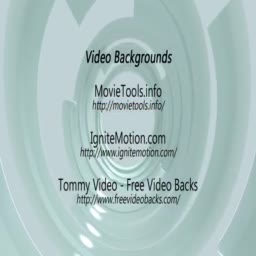 Video Backgrounds
MovieTools.info
http://movietools.info/
IgniteMotion.com
http://www.ignitemotion.com/
Tommy Video - Free Video Backs
http://www.freevideobacks.com/